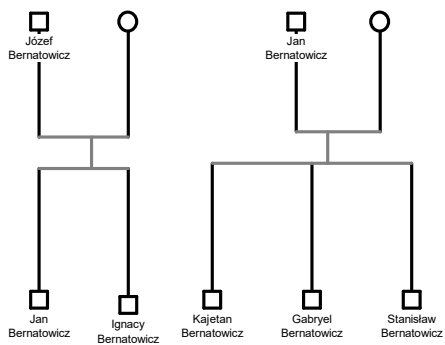 Józef
Bernatowicz
Jan
Bernatowicz
Jan
Bernatowicz
Ignacy
Bernatowicz
Kajetan
Bernatowicz
Gabryel
Bernatowicz
Stanisław
Bernatowicz